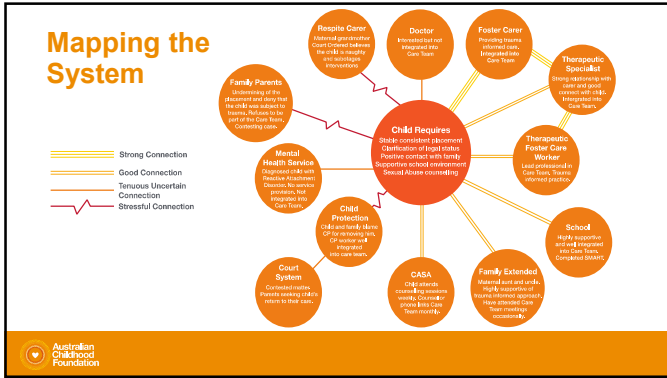 Mapping the
System
Strong Connection
Good Connection
Tenuous Uncertain
Connection
Stressful Connection
Respite Carer
Maternal grandmother
Court Ordered believes
the child is naughty
and sabotages
interventions
Doctor
Interested but not
integrated into
Care Team
Foster Carer
Providing trauma
informed care.
Integrated into
Care Team
Therapeutic
Specialist
Strong relationship with
carer and good
connect with child.
Integrated into
Care Team.
Family Parents
Undermining of the
placement and deny that
the child was subject to
trauma, Refuses to be
part of the Care Team,
Contesting case.
Child Requires
Stable consistent placement
Clarification of legal status
Positive contact with family
Supportive school environment
Sexual Abuse counselling
Therapeutic
Foster Care
Worker
Lead professional in
Care Team, Trauma
informed practice.
Mental
Health Service
Diagnosed child with
Reactive Attachment
Disorder. No service
provision. Not
integrated into
Care Team.
Child
Protection
Child and family blame
CP for removing him,
CP worker well
integrated
into care team.
School
Highly supportive
and well integrated
into Care Team.
Completed SMART.
Court
System
Contested matter
Parents seeking child's
return to their care.
CASA
Child attends
counselling sessions
weekly. Counsellor
phone links Care
Team monthly.
Family Extended
Maternal aunt and uncle.
Highly supportive of
trauma informed approach.
Have attended Care
Team meetings
occasionally.
Australian
Childhood
Foundation